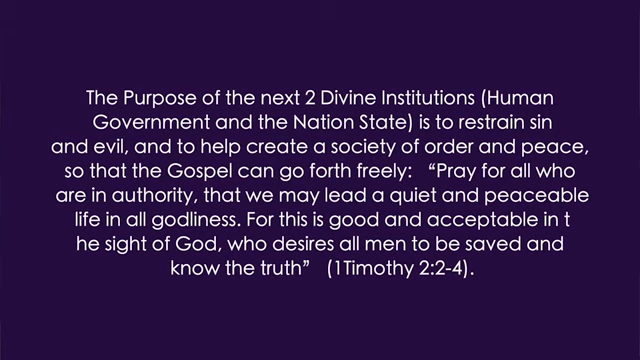 The Purpose of the next 2 Divine Institutions (Human
Government and the Nation State) is to restrain sin
and evil, and to help create a society of order and peace,
so that the Gospel can go forth freely: “Pray for all who
are in authority, that we may lead a quiet and peaceable
life in all godliness. For this is good and acceptable in t
he sight of God, who desires all men to be saved and
know the truth” (1Timothy 2:2-4).